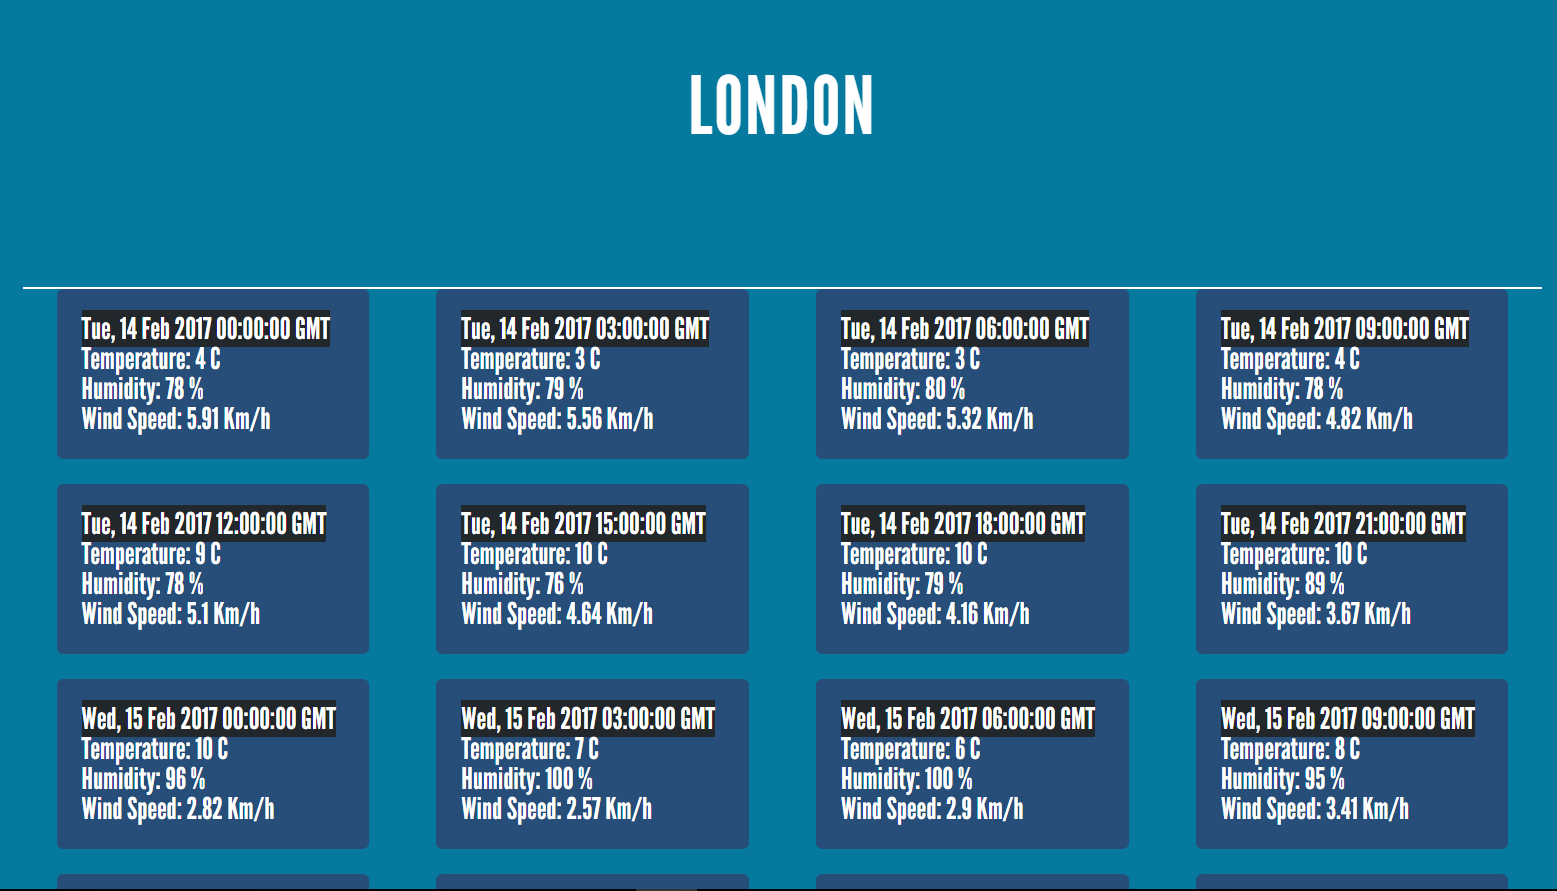 LONDON
Tue, 14 Feb 2017 00:00:00 GMT
Temperature: 4 C
Humidity: 78 %
Wind Speed: 5.91 Km/h
Tue, 14 Feb 2017 03:00:00 GMT
Temperature: 3 C
Humidity: 79 %
Wind Speed: 5.56 Km/h
Tue, 14 Feb 2017 06:00:00 GMT
Temperature: 3 C
Humidity: 80 %
Wind Speed: 5.32 Km/h
Tue, 14 Feb 2017 09:00:00 GMT
Temperature: 4 C
Humidity: 78 %
Wind Speed: 4.82 Km/h
Tue, 14 Feb 2017 12:00:00 GMT
Temperature: 9 C
Humidity: 78 %
Wind Speed: 5.1 Km/h
Tue, 14 Feb 2017 15:00:00 GMT
Temperature: 10 C
Humidity: 76 %
Wind Speed: 4.64 Km/h
Tue, 14 Feb 2017 18:00:00 GMT
Temperature: 10 C
Humidity: 79 %
Wind Speed: 4.16 Km/h
Tue, 14 Feb 2017 21:00:00 GMT
Temperature: 10 C
Humidity: 89 %
Wind Speed: 3.67 Km/h
Wed, 15 Feb 2017 00:00:00 GMT
Temperature: 10 C
Humidity: 96 %
Wind Speed: 2.82 Km/h
Wed, 15 Feb 2017 03:00:00 GMT
Temperature: 7 C
Humidity: 100 %
Wind Speed: 2.57 Km/h
Wed, 15 Feb 2017 06:00:00 GMT
Temperature: 6 C
Humidity: 100 %
Wind Speed: 2.9 Km/h
Wed, 15 Feb 2017 09:00:00 GMT
Temperature: 8 C
Humidity: 95 %
Wind Speed: 3.41 Km/h